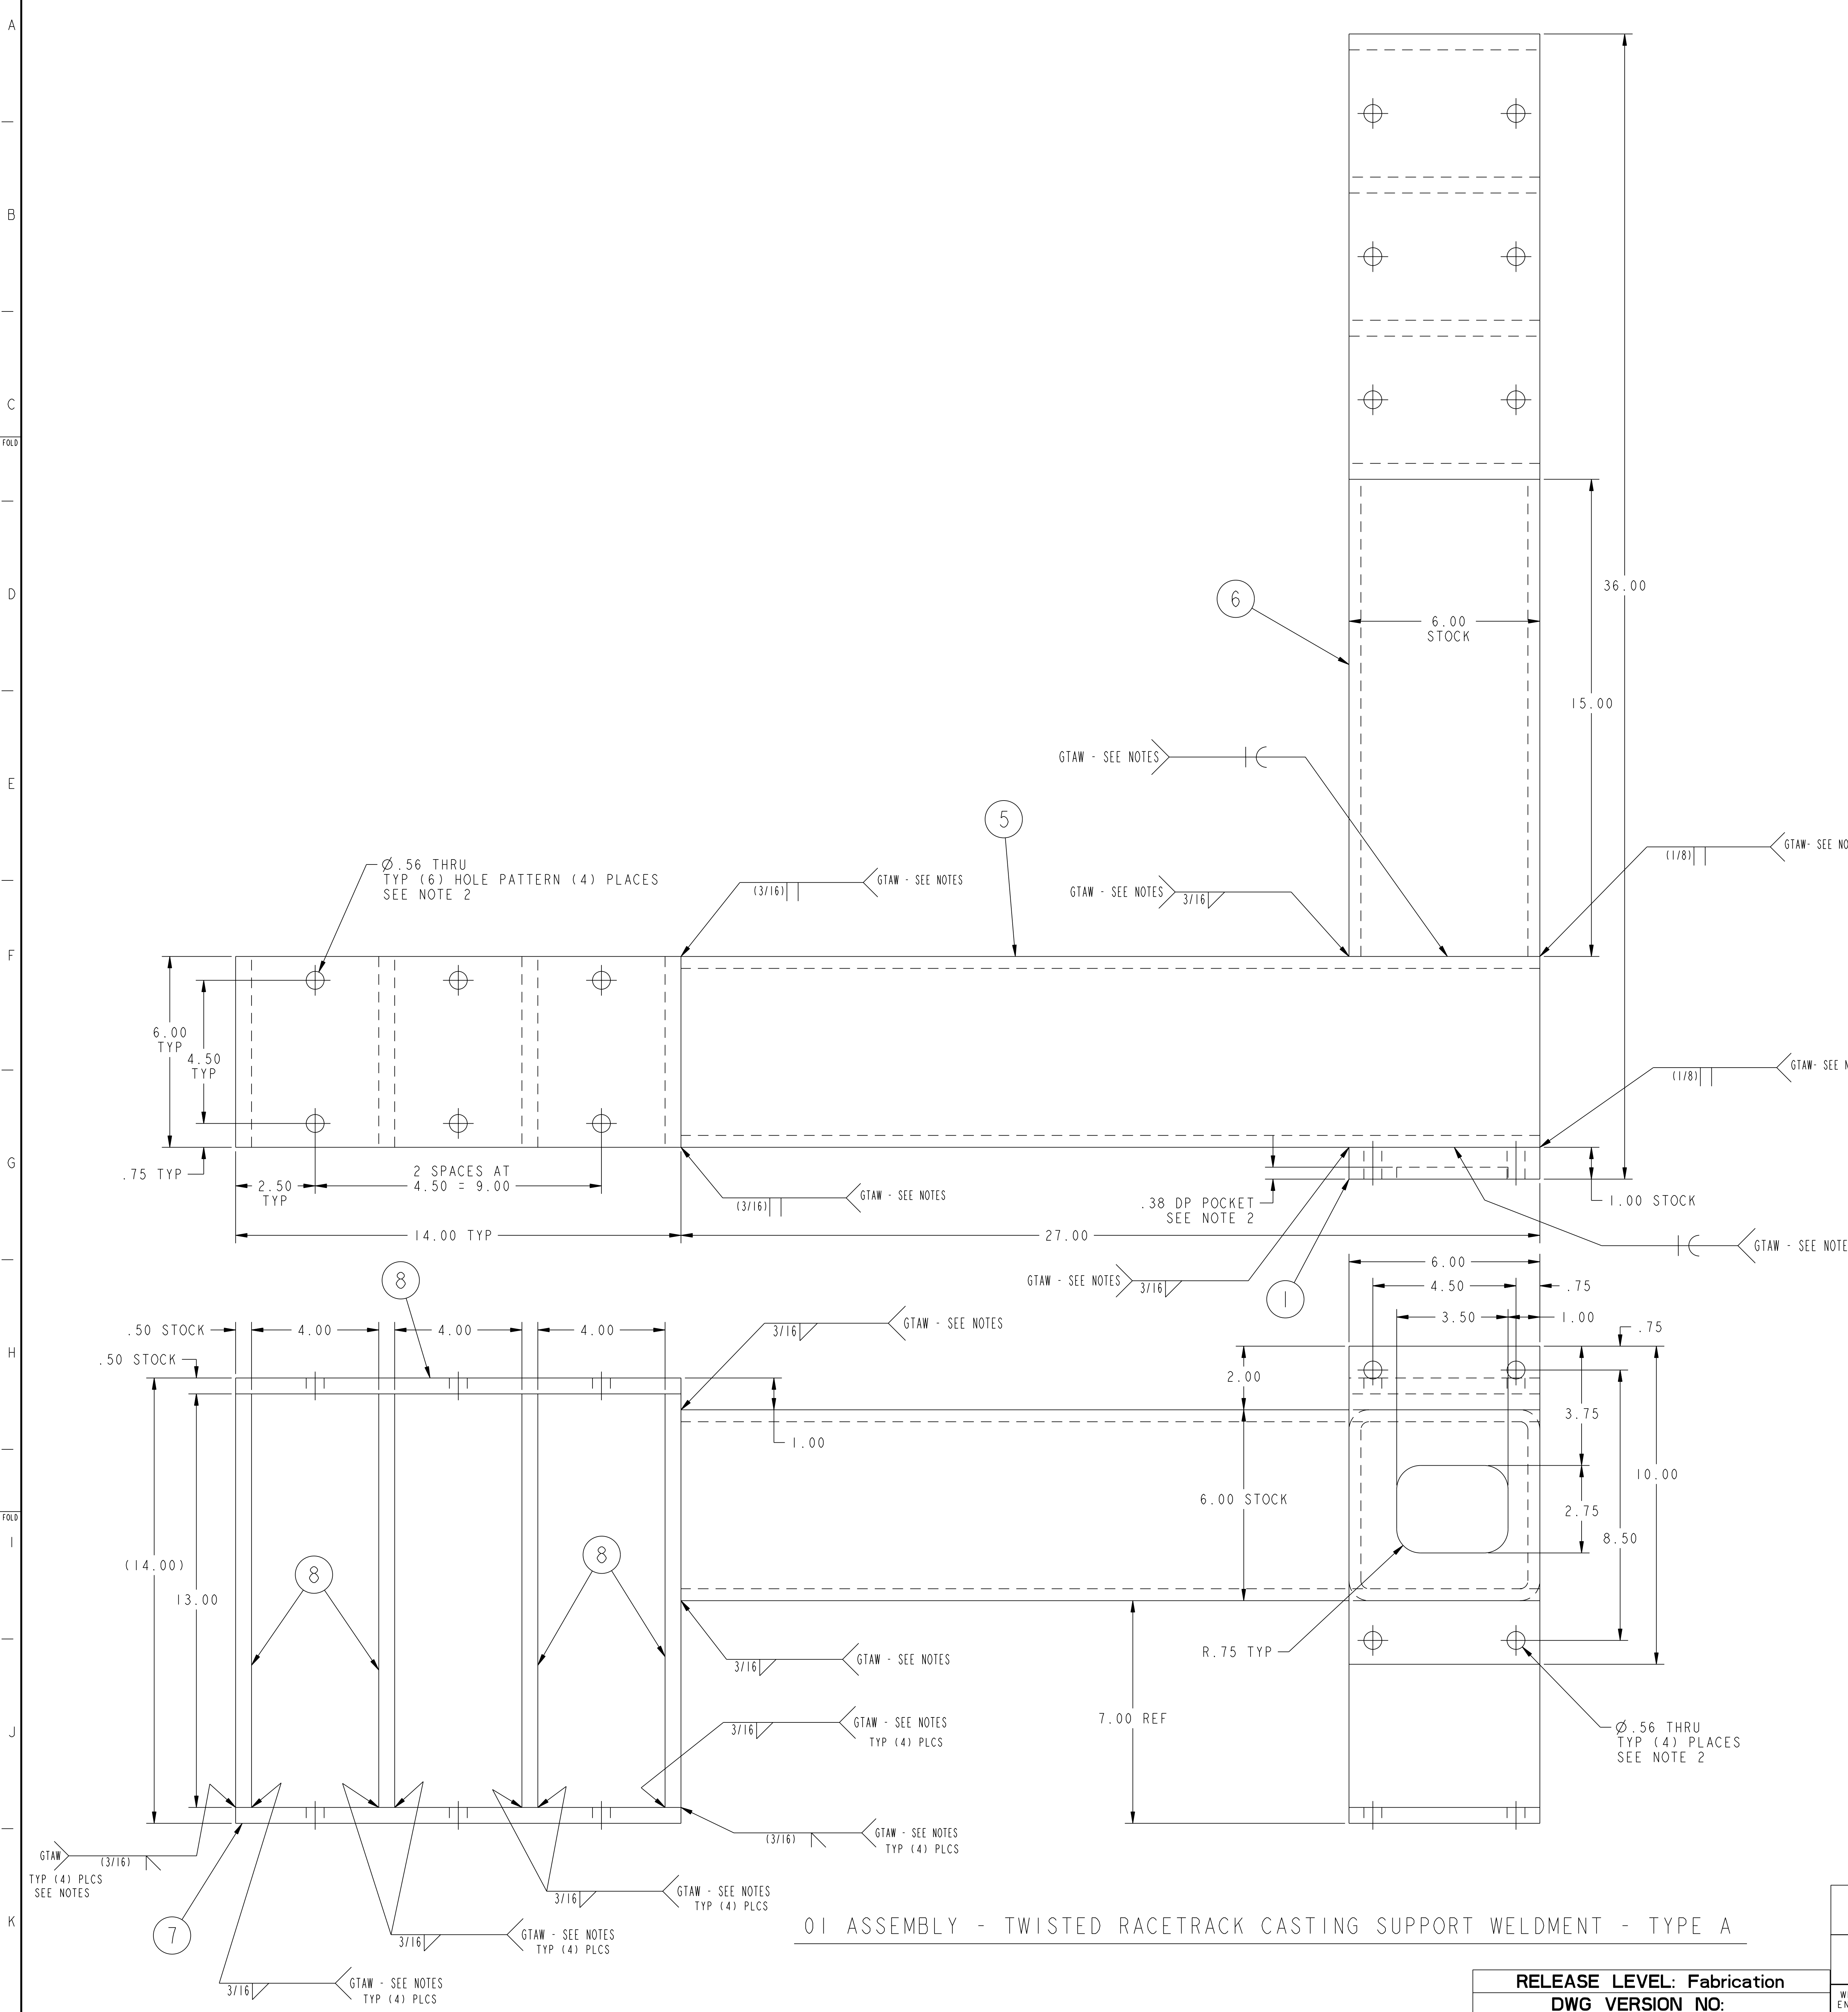 A
B
C
FOLD
D
E
F
G
H
FOLD
I
J
K
36.00
6
6.00
STOCK
15.00
GTAW - SEE NOTES
5
Ø.56 THRU
TYP (6) HOLE PATTERN (4) PLACES
SEE NOTE 2
(3/16)
GTAW - SEE NOTES
GTAW - SEE NOTES
3/16
(1/8)
GTAW- SEE NO
6.00
TYP
4.50
TYP
(1/8)
GTAW- SEE N
.75 TYP
2.50
TYP
2 SPACES AT
4.50 = 9.00
(3/16)
GTAW - SEE NOTES
.38 DP POCKET
SEE NOTE 2
1.00 STOCK
14.00 TYP
27.00
GTAW - SEE NOTE
8
GTAW - SEE NOTES
3/16
1
6.00
4.50
.75
3.50
1.00
.75
.50 STOCK
4.00
4.00
4.00
3/16
GTAW - SEE NOTES
.50 STOCK
2.00
3.75
1.00
10.00
6.00 STOCK
2.75
8.50
(14.00)
13.00
8
8
3/16
GTAW - SEE NOTES
R.75 TYP
7.00 REF
3/16
GTAW - SEE NOTES
TYP (4) PLCS
Ø.56 THRU
TYP (4) PLACES
SEE NOTE 2
(3/16)
GTAW - SEE NOTES
TYP (4) PLCS
GTAW
(3/16)
TYP (4) PLCS
SEE NOTES
3/16
GTAW - SEE NOTES
TYP (4) PLCS
7
3/16
GTAW - SEE NOTES
TYP (4) PLCS
3/16
GTAW - SEE NOTES
TYP (4) PLCS
01 ASSEMBLY - TWISTED RACETRACK CASTING SUPPORT WELDMENT - TYPE A
RELEASE LEVEL: Fabrication
DWG VERSION NO: